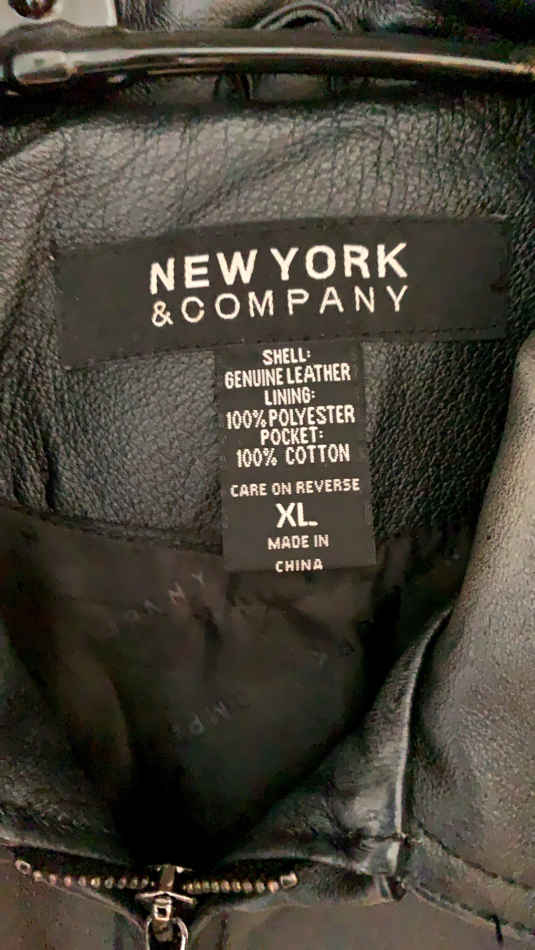 NEW YORK
& COMPANY
SHELL:
GENUINE LEATHER
LINING:
100% POLYESTER
POCKET:
100% COTTON
CARE ON REVERSE
XL
MADE IN
CHINA